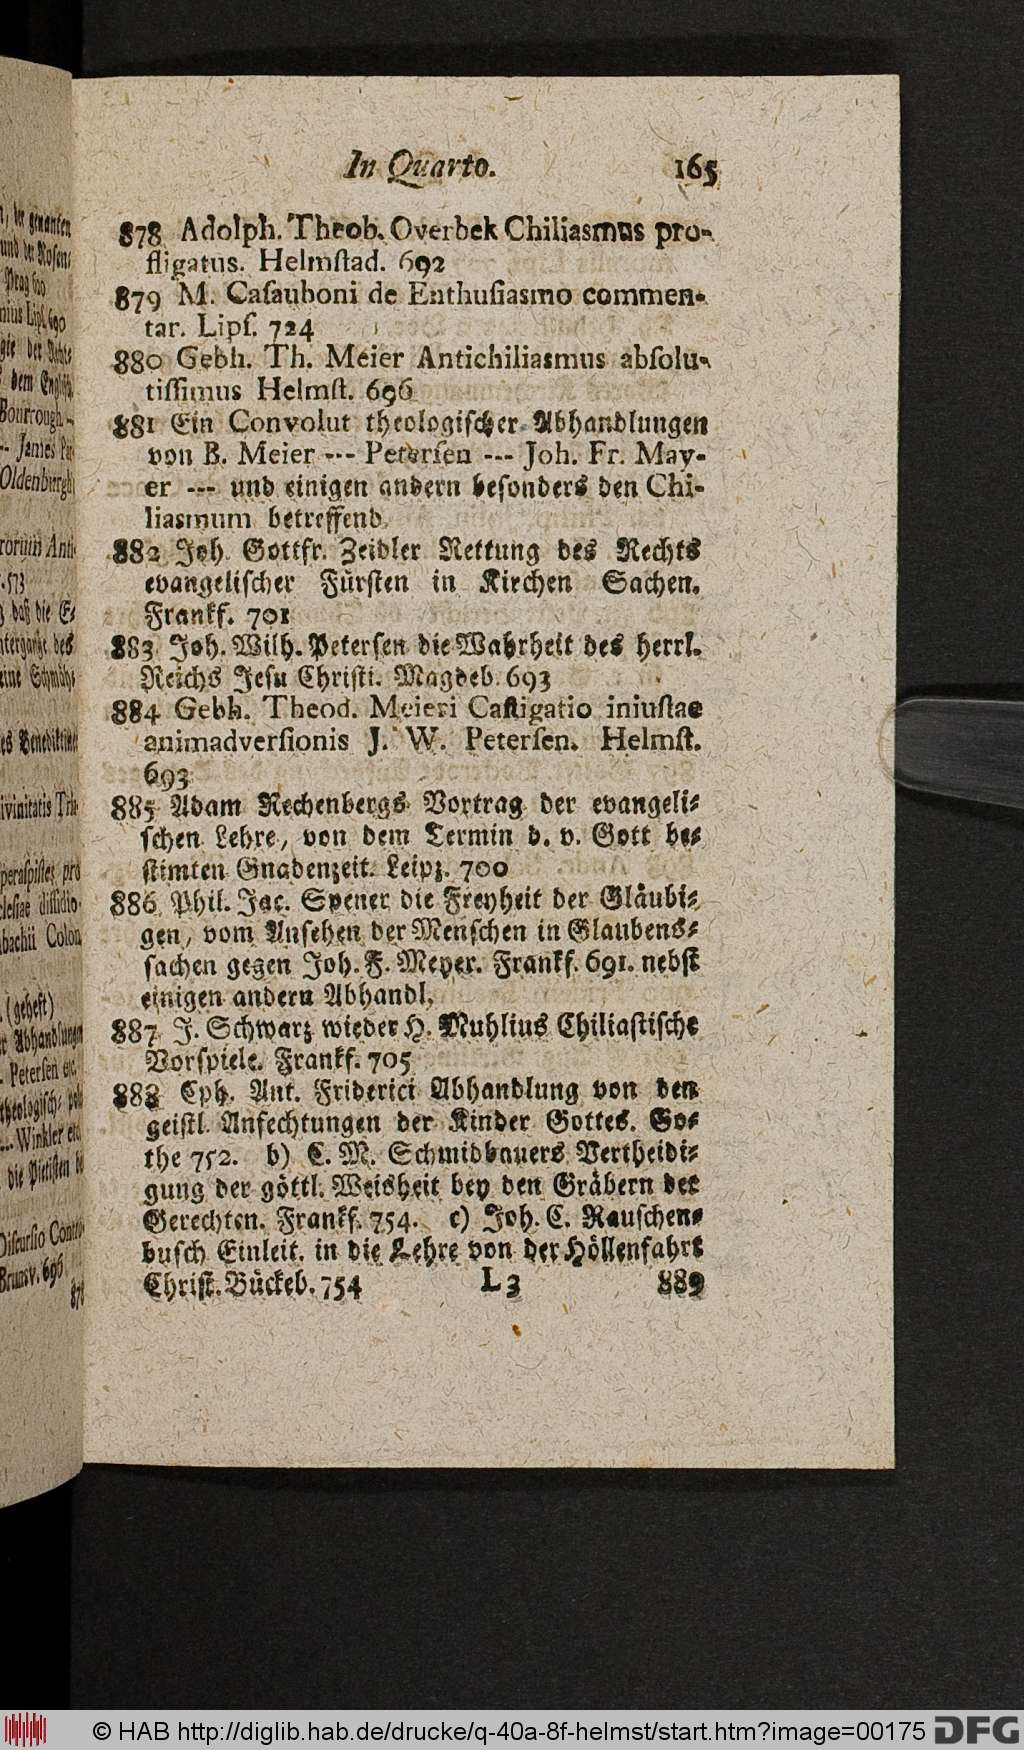 In Quarto. 165
878 Adolph. Theob. Overbek Chiliasmus pro-
fligatus. Helmſtad. 692
879 M. Caſauboni de Enthuſiasmo commen-
tar. Lipſ. 724
880 Gebh. Th. Meier Antichiliasmus abſolu-
tiſſimus Helmſt. 696
881 Ein Convolut theologiſcher Abhandlungen
von B. Meier --- Peterſen --- Joh. Fr. May-
er --- und einigen andern beſonders den Chi-
liasmum betreffend.
882 Joh Gottfr. Zeidler Rettung des Rechts
evangeliſcher Fürſten in Kirchen Sachen.
Frankf. 701
883 Joh. Wilh. Peterſen die Wahrheit des herrl.
Reichs Jeſu Chriſti. Magdeb. 693
884 Gebh. Theod. Meieri Caſtigatio iniuſtae
animadverſionis J. W. Peterſen. Helmſt.
693
885 Adam Rechenbergs Vortrag der evangeli-
ſchen Lehre, von dem Termin d. v. Gott be-
ſtimten Gnadenzeit. Leipz. 700
886 Phil. Jac. Spener die Freyheit der Gläubi-
gen, vom Anſehen der Menſchen in Glaubens-
ſachen gegen Joh. F. Meyer. Frankf. 691. nebſt
einigen andern Abhandl.
887 J. Schwarz wieder H. Muhlius Chiliaſtiſche
Vorſpiele. Frankf. 705
888 Eph. Ant. Friderici Abhandlung von den
geiſtl. Anfechtungen der Kinder Gottes. Go-
the 752. b) C. M. Schmidbauers Vertheidi-
gung der göttl. Weisheit bey den Gräbern der
Gerechten. Frankf. 754. c) Joh. C. Rauſchen-
buſch Einleit. in die Lehre von der Höllenfahrt
Chriſt. Bückeb. 754 L 3 889
© HAB http://diglib.hab.de/drucke/q-40a-8f-helmst/start.htm?image=00175 DFG